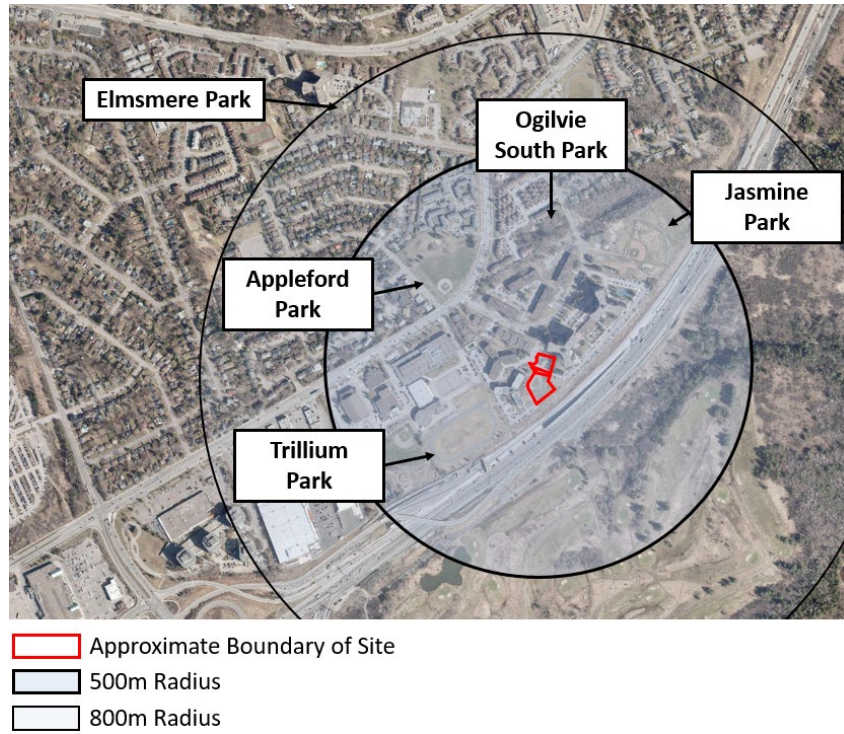 Elmsmere Park
Ogilvie
South Park
Jasmine
Park
Appleford
Park
Trillium
Park
Approximate Boundary of Site
500m Radius
800m Radius